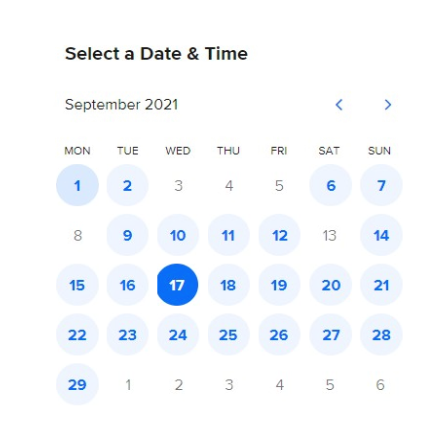 Select a Date & Time
September 2021 < >
MON TUE WED THU FRI SAT SUN
1 2 3 4 5 6 7
8 9 10 11 12 13 14
15 16 17 18 19 20 21
22 23 24 25 26 27 28
29 1 2 3 4 5 6